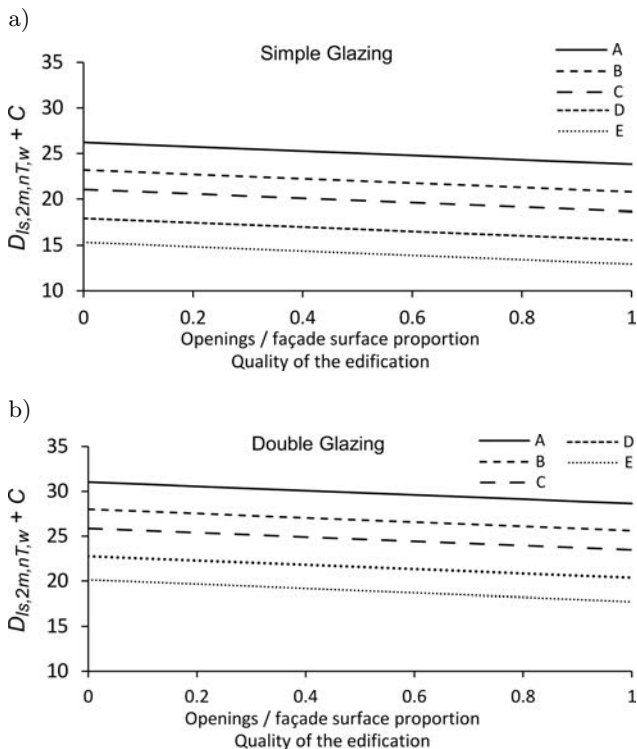 a)
Simple Glazing
A
B
C
D
E
D_{ls,2m,nT,w} + C
35
30
25
20
15
10
0 0.2 0.4 0.6 0.8 1
Openings / façade surface proportion
Quality of the edification
b)
Double Glazing
A D
B E
C
D_{ls,2m,nT,w} + C
35
30
25
20
15
10
0 0.2 0.4 0.6 0.8 1
Openings / façade surface proportion
Quality of the edification